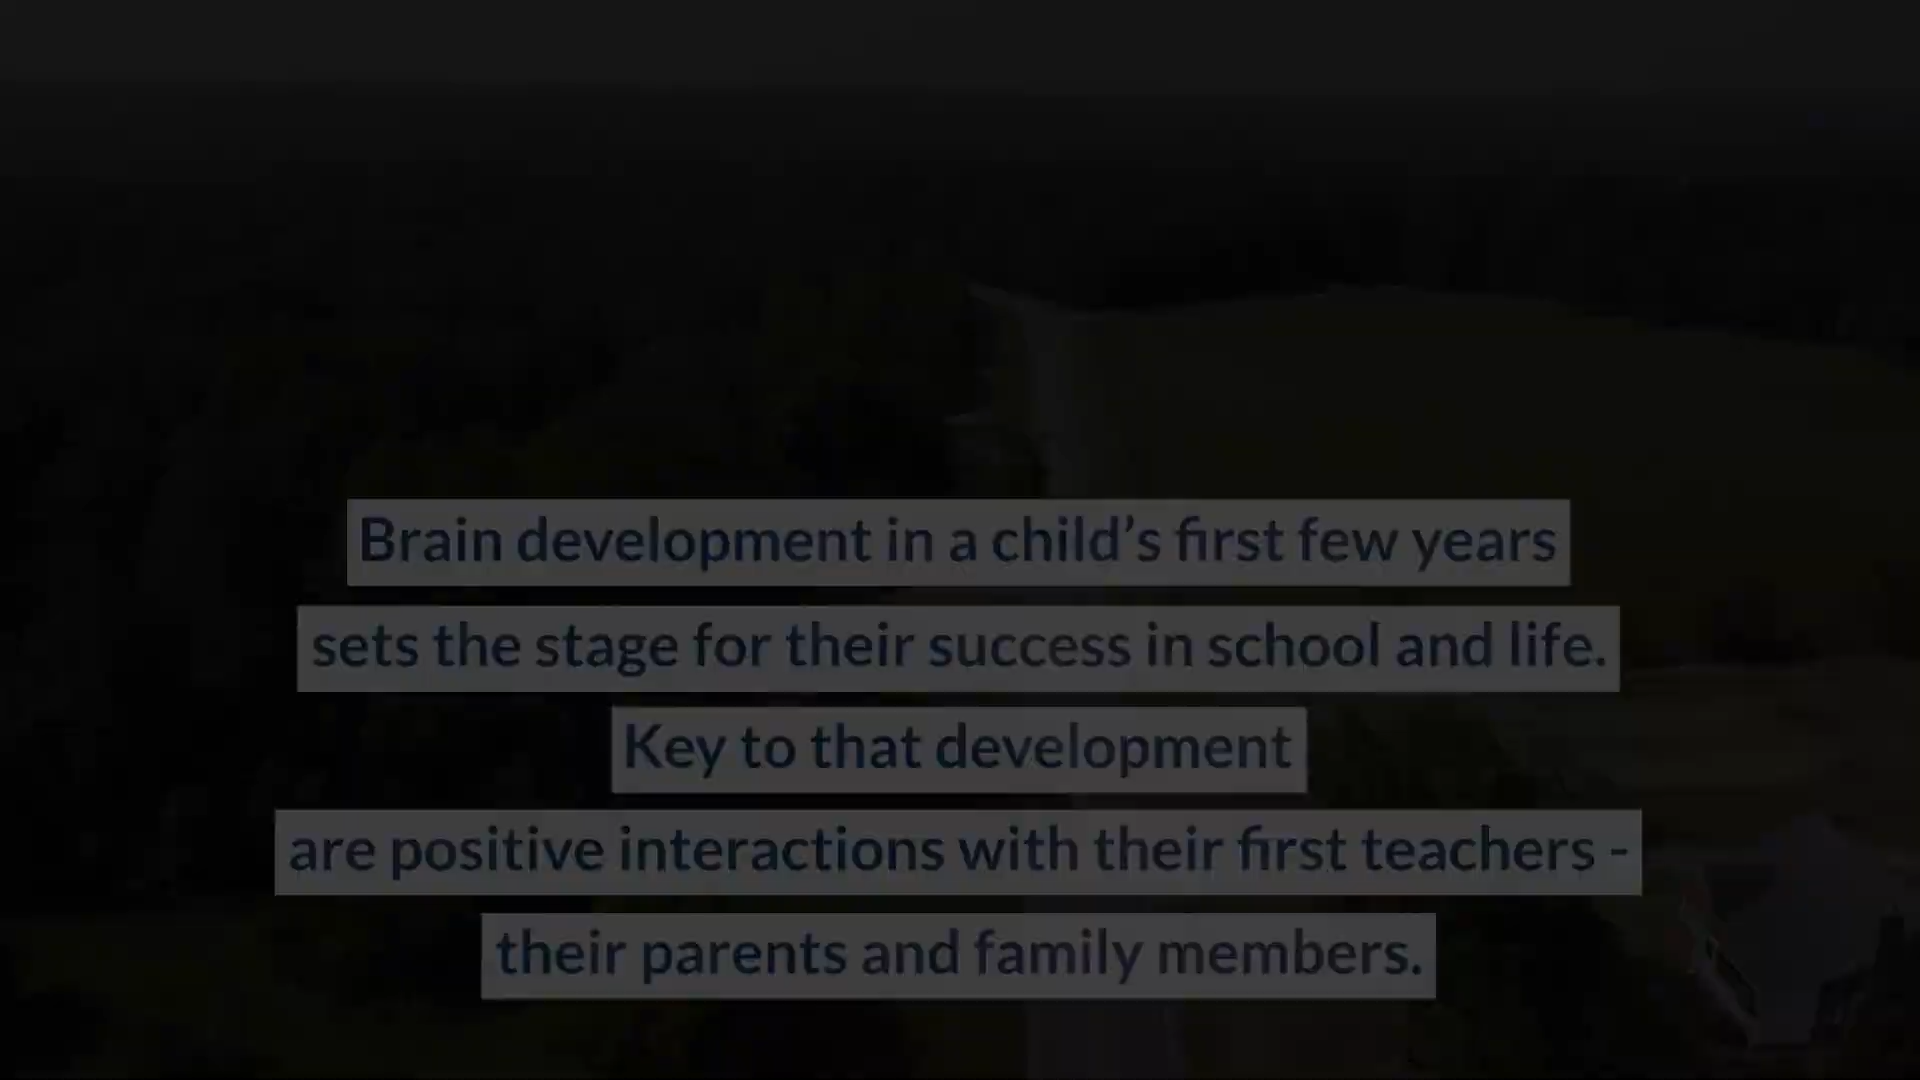 Brain development in a child’s first few years
sets the stage for their success in school and life.
Key to that development
are positive interactions with their first teachers -
their parents and family members.